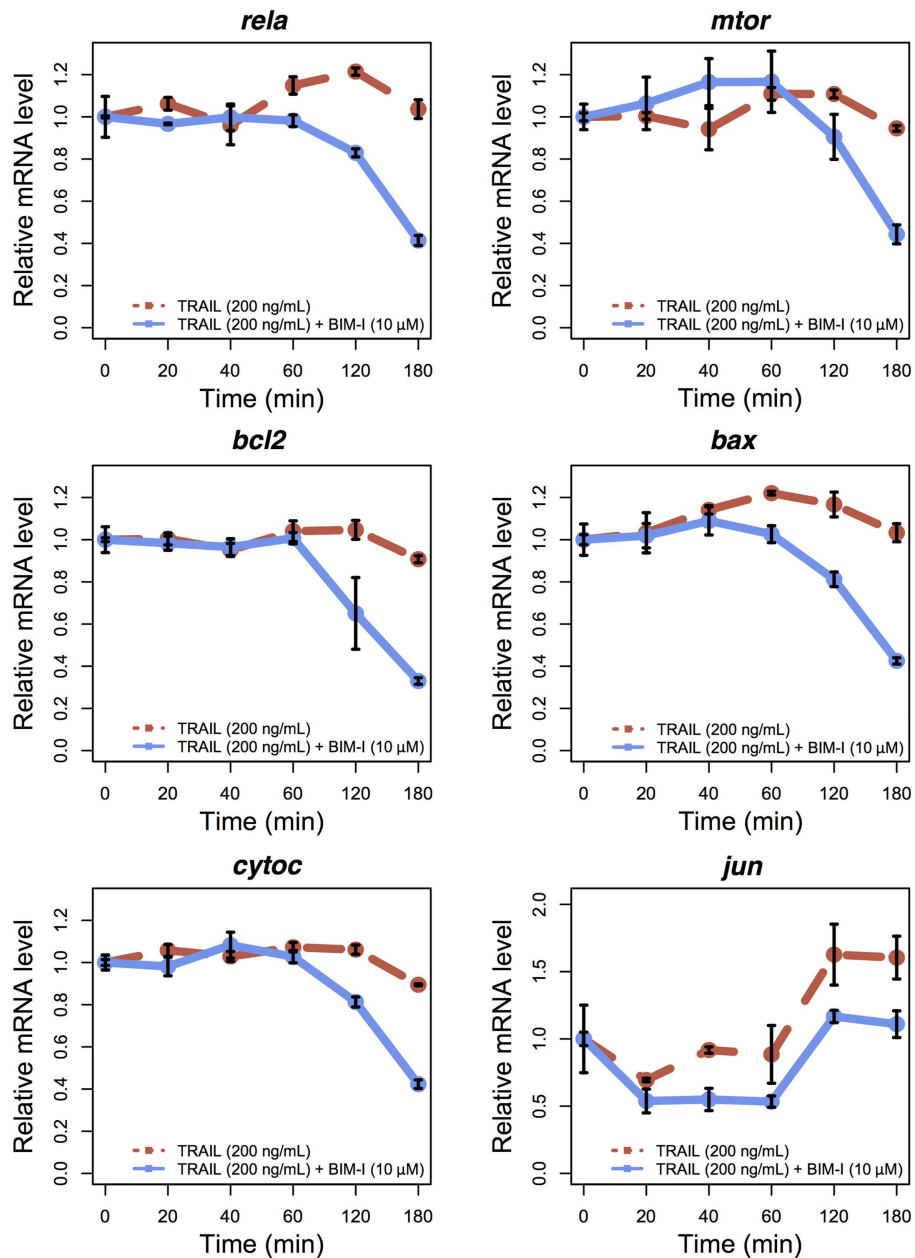 rela
Relative mRNA level
1.2
1.0
0.8
0.6
0.4
0.2
0.0
TRAIL (200 ng/mL)
TRAIL (200 ng/mL) + BIM-I (10 µM)
0 20 40 60 120 180
Time (min)
mtor
Relative mRNA level
1.2
1.0
0.8
0.6
0.4
0.2
0.0
TRAIL (200 ng/mL)
TRAIL (200 ng/mL) + BIM-I (10 µM)
0 20 40 60 120 180
Time (min)
bcl2
Relative mRNA level
1.2
1.0
0.8
0.6
0.4
0.2
0.0
TRAIL (200 ng/mL)
TRAIL (200 ng/mL) + BIM-I (10 µM)
0 20 40 60 120 180
Time (min)
bax
Relative mRNA level
1.2
1.0
0.8
0.6
0.4
0.2
0.0
TRAIL (200 ng/mL)
TRAIL (200 ng/mL) + BIM-I (10 µM)
0 20 40 60 120 180
Time (min)
cytoc
Relative mRNA level
1.2
1.0
0.8
0.6
0.4
0.2
0.0
TRAIL (200 ng/mL)
TRAIL (200 ng/mL) + BIM-I (10 µM)
0 20 40 60 120 180
Time (min)
jun
Relative mRNA level
2.0
1.5
1.0
0.5
0.0
TRAIL (200 ng/mL)
TRAIL (200 ng/mL) + BIM-I (10 µM)
0 20 40 60 120 180
Time (min)